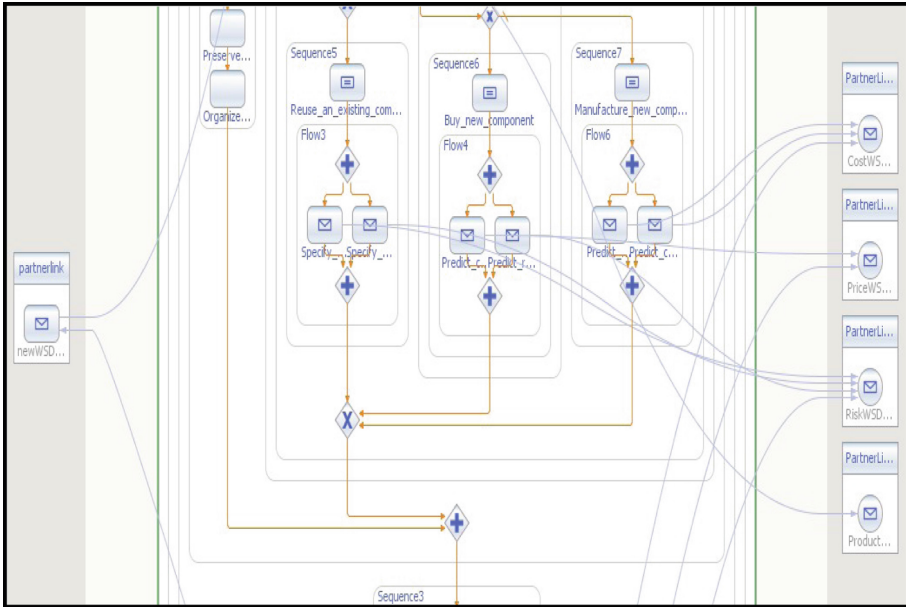 Preserve...
Organize...
Sequence5
Reuse_an_existing_com...
Flow3
Specify_...
Specify_...
Sequence6
Buy_new_component
Flow4
Predict_c...
Predict_r...
Sequence7
Manufacture_new_comp...
Flow6
Predict_...
Predict_c...
partnerlink
newWSD...
PartnerLi...
CostWS...
PartnerLi...
PriceWS...
PartnerLi...
RiskWSD...
PartnerLi...
Product...
Sequence3